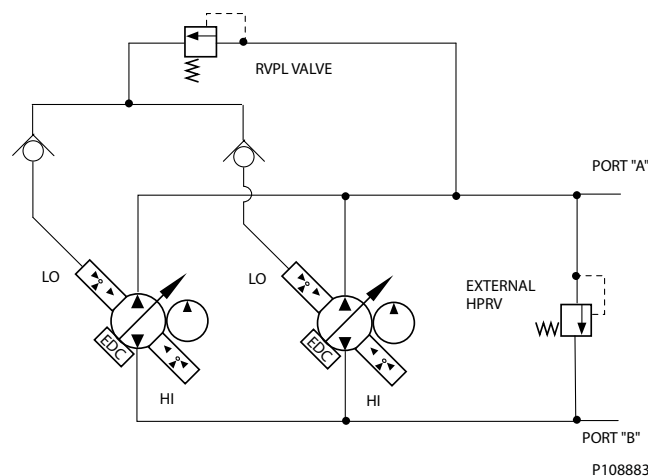 RVPL VALVE
PORT "A"
LO
LO
EXTERNAL
HPRV
EDC
EDC
HI
HI
PORT "B"
P108883